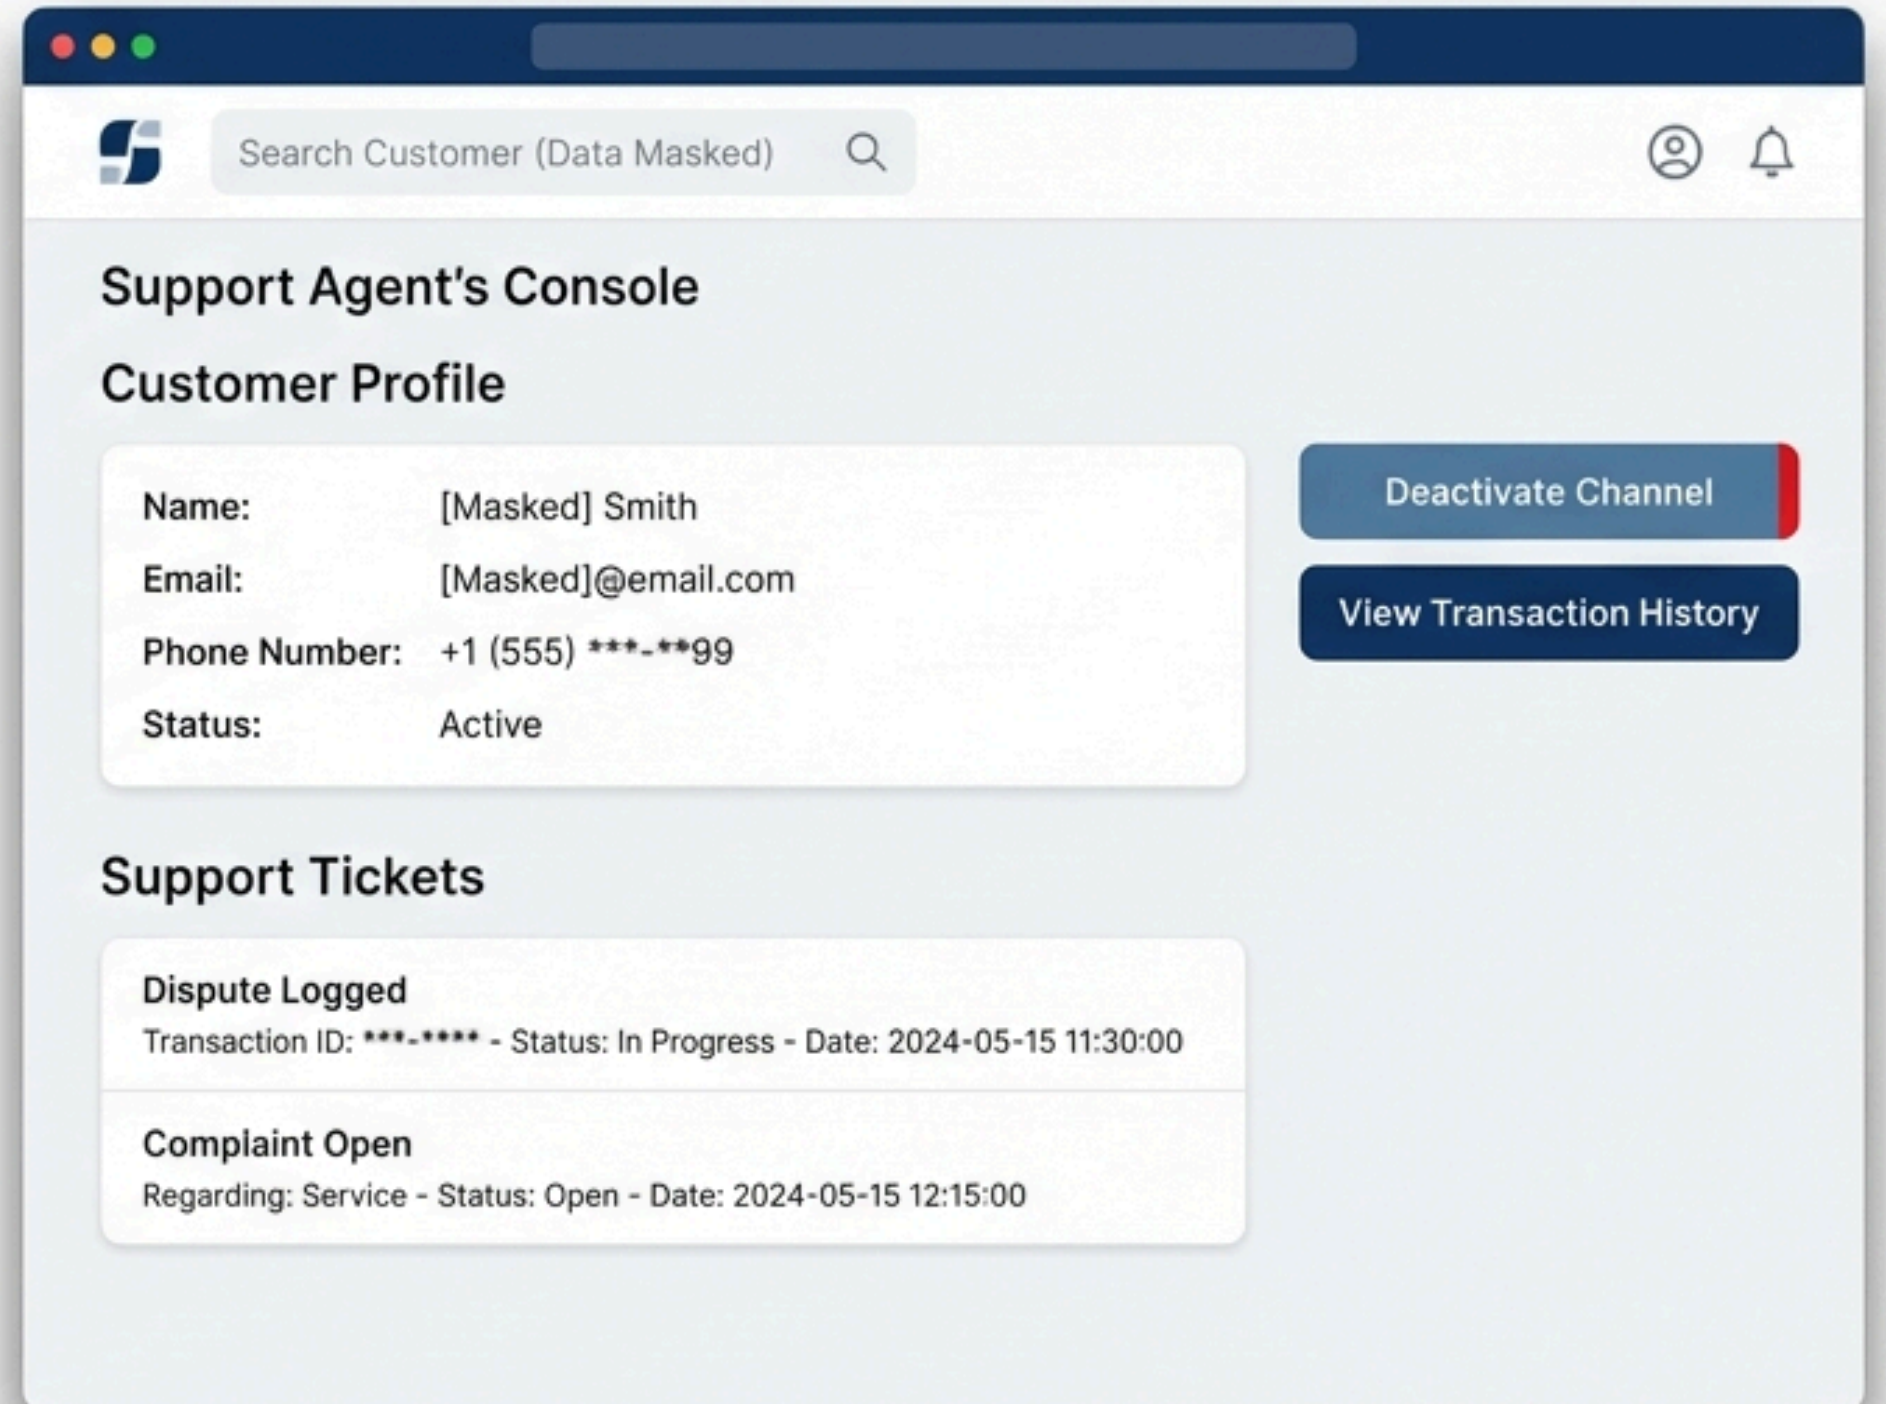 Search Customer (Data Masked)
Support Agent's Console
Customer Profile
Name: [Masked] Smith
Email: [Masked]@email.com
Phone Number: +1 (555) ***-**99
Status: Active
Deactivate Channel
View Transaction History
Support Tickets
Dispute Logged
Transaction ID: ***-**** - Status: In Progress - Date: 2024-05-15 11:30:00
Complaint Open
Regarding: Service - Status: Open - Date: 2024-05-15 12:15:00